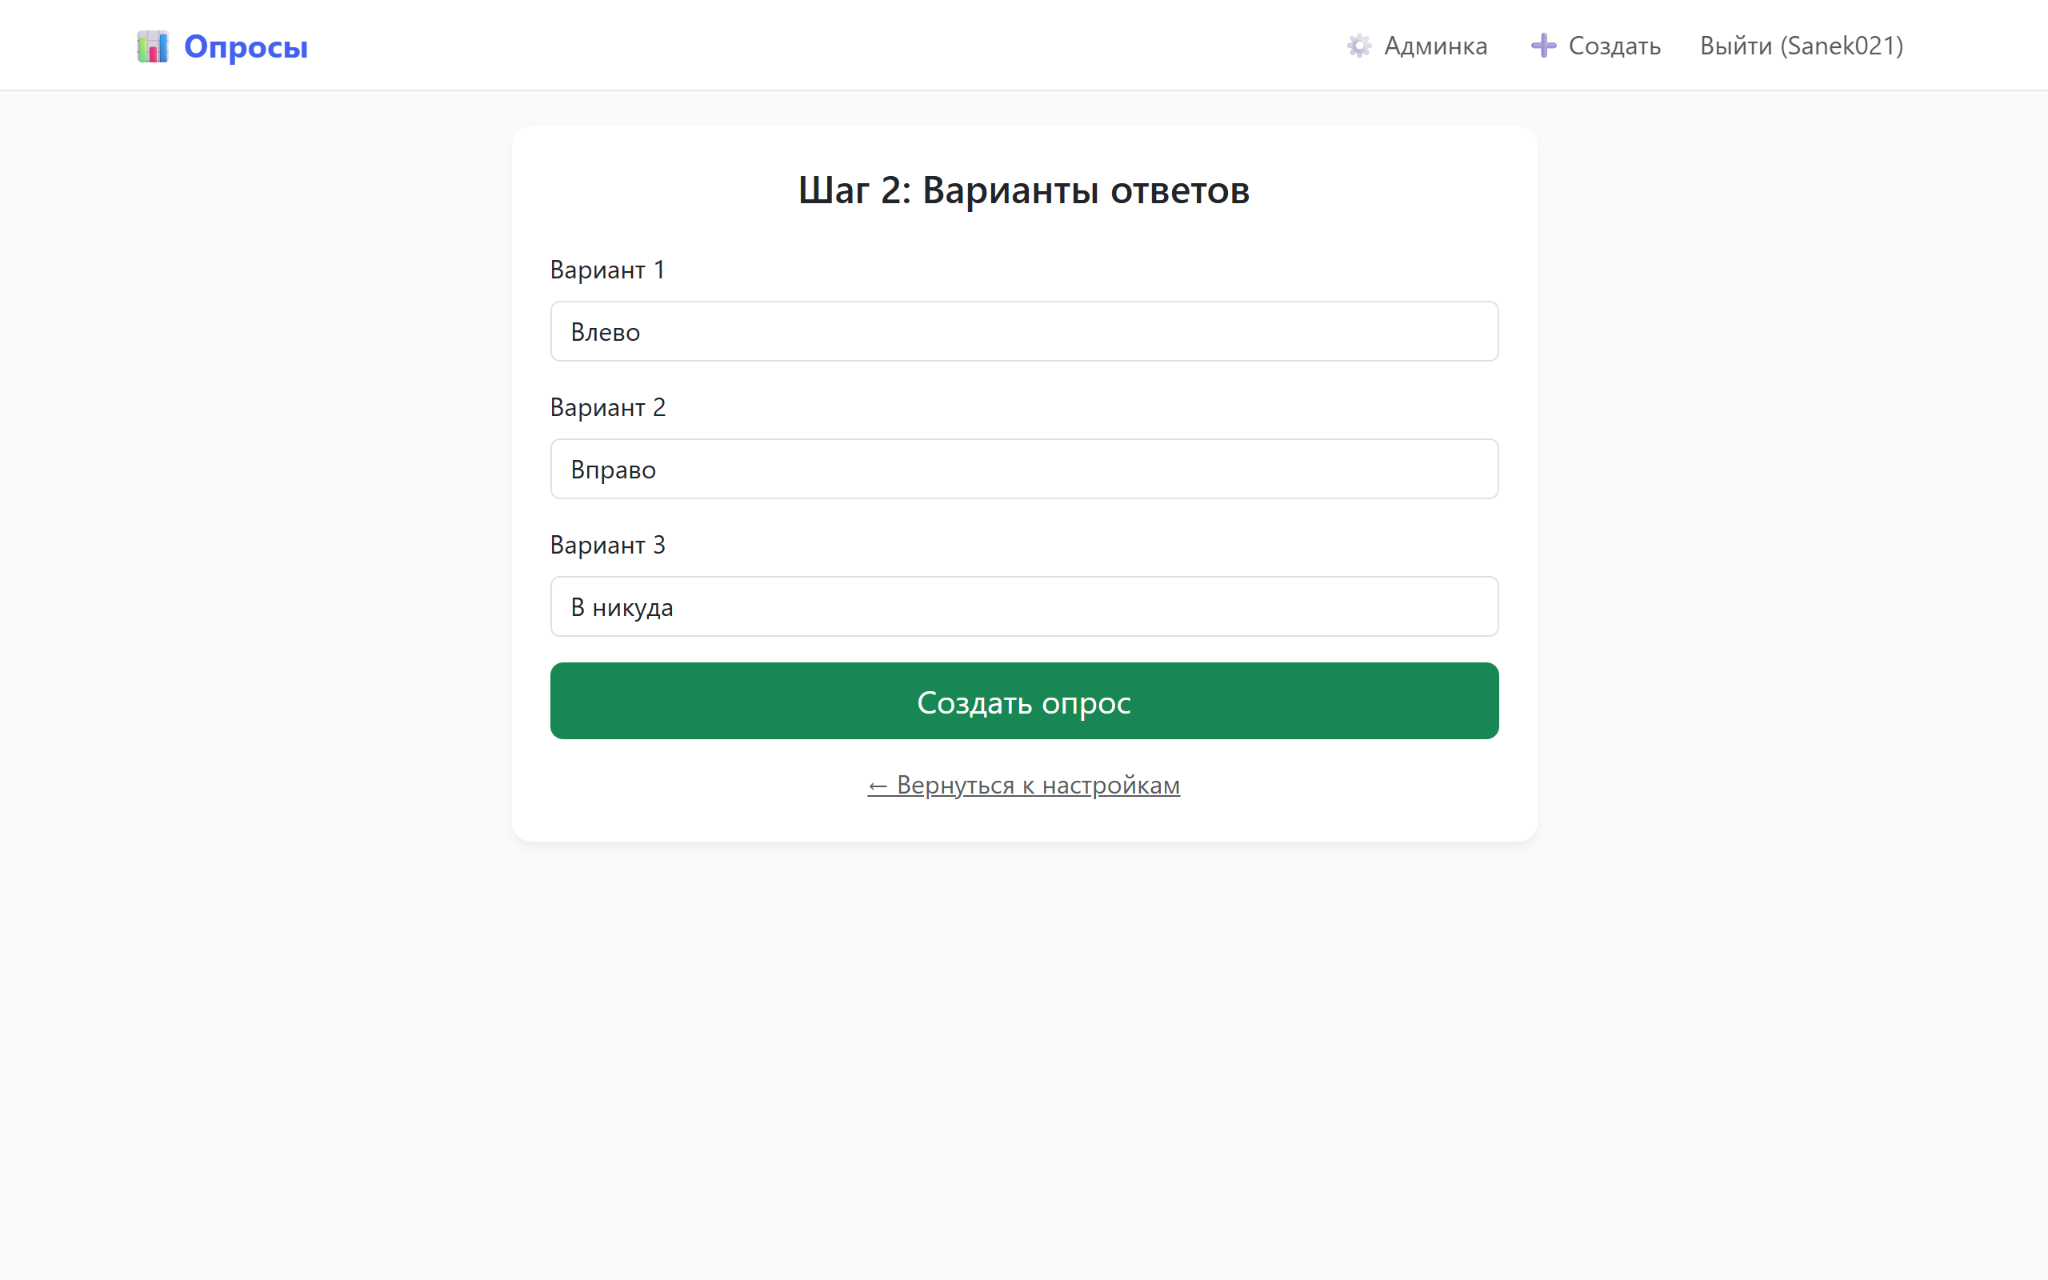 Опросы
Админка
Создать
Выйти (Sanek021)
Шаг 2: Варианты ответов
Вариант 1
Влево
Вариант 2
Вправо
Вариант 3
В никуда
Создать опрос
← Вернуться к настройкам